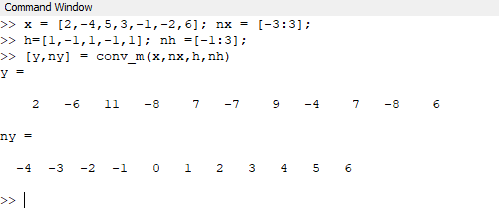 Command Window
>> x = [2,-4,5,3,-1,-2,6]; nx = [-3:3];
>> h=[1,-1,1,-1,1]; nh =[-1:3];
>> [y,ny] = conv_m(x,nx,h,nh)
y =
2 -6 11 -8 7 -7 9 -4 7 -8 6
ny =
-4 -3 -2 -1 0 1 2 3 4 5 6
>>